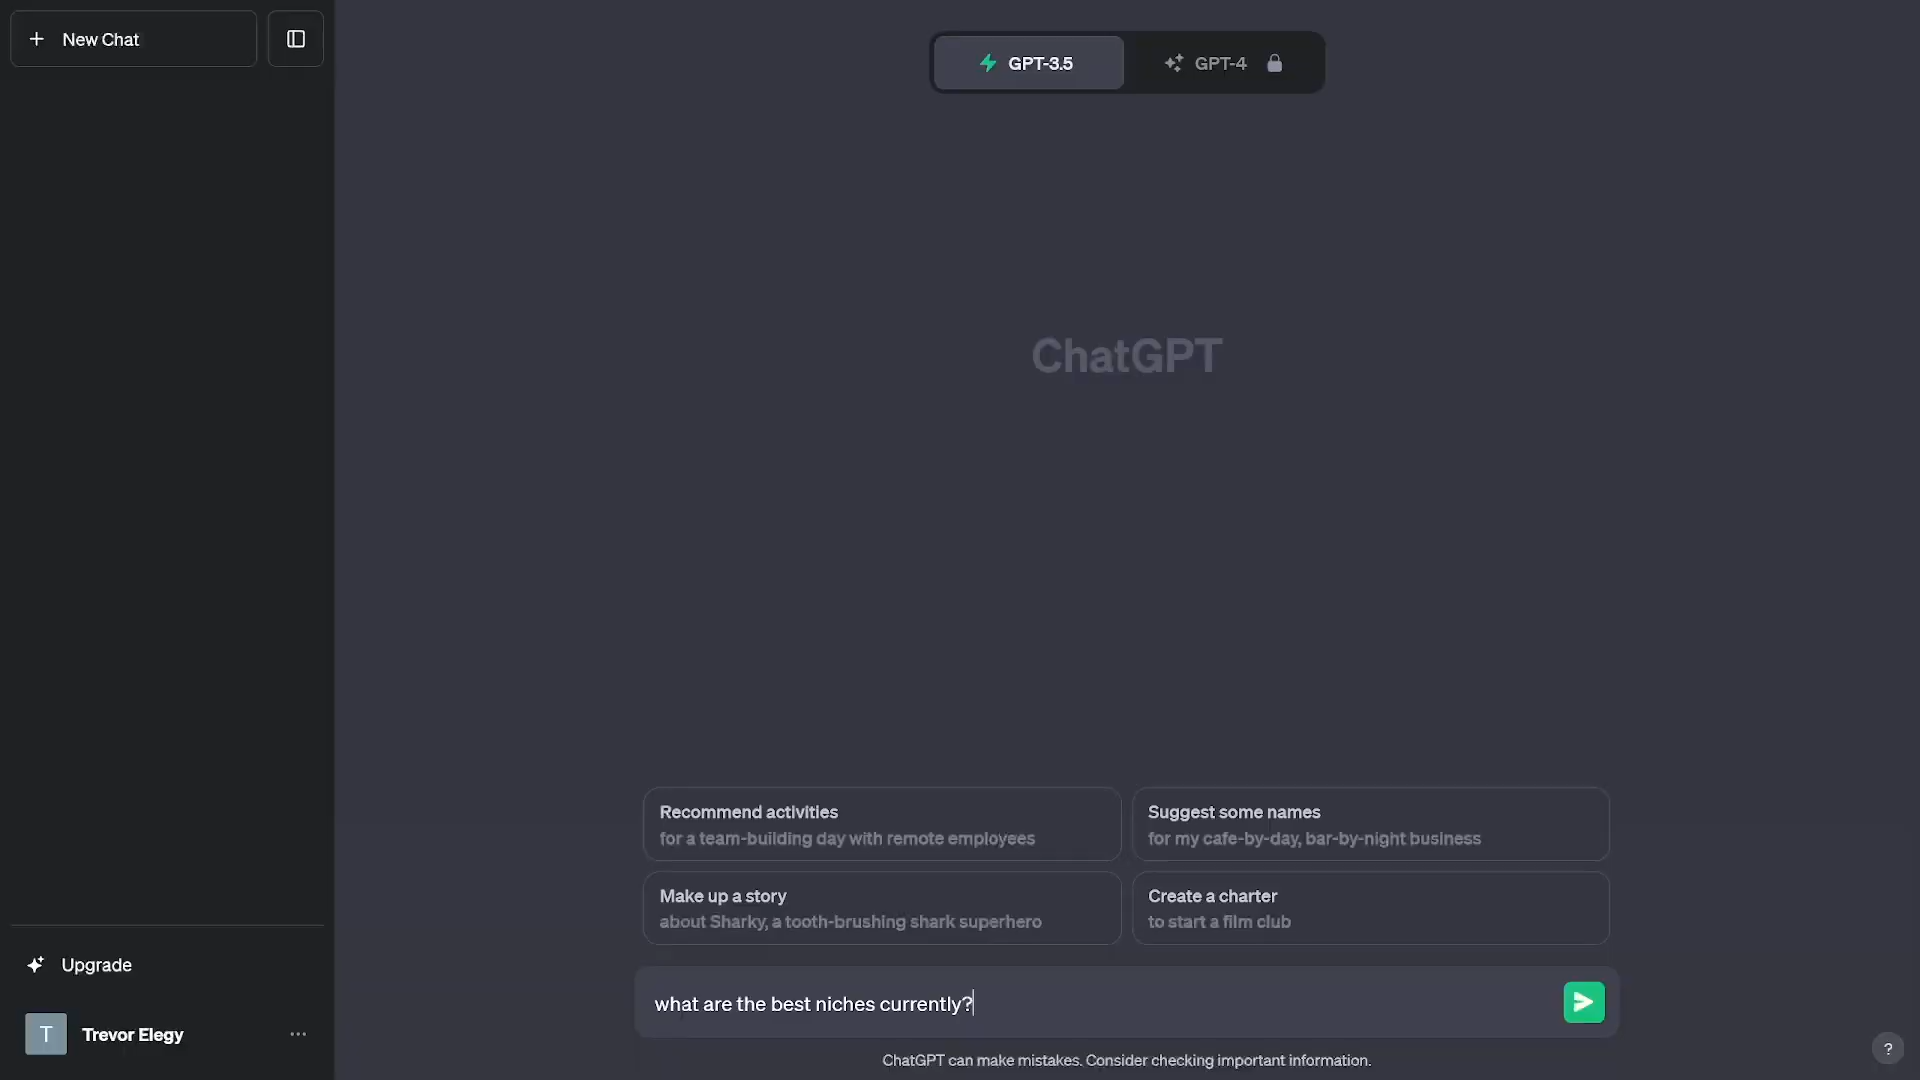 New Chat
GPT-3.5
GPT-4
ChatGPT
Recommend activities
for a team-building day with remote employees
Suggest some names
for my cafe-by-day, bar-by-night business
Make up a story
about Sharky, a tooth-brushing shark superhero
Create a charter
to start a film club
Upgrade
what are the best niches currently?
T
Trevor Elegy
ChatGPT can make mistakes. Consider checking important information.
?